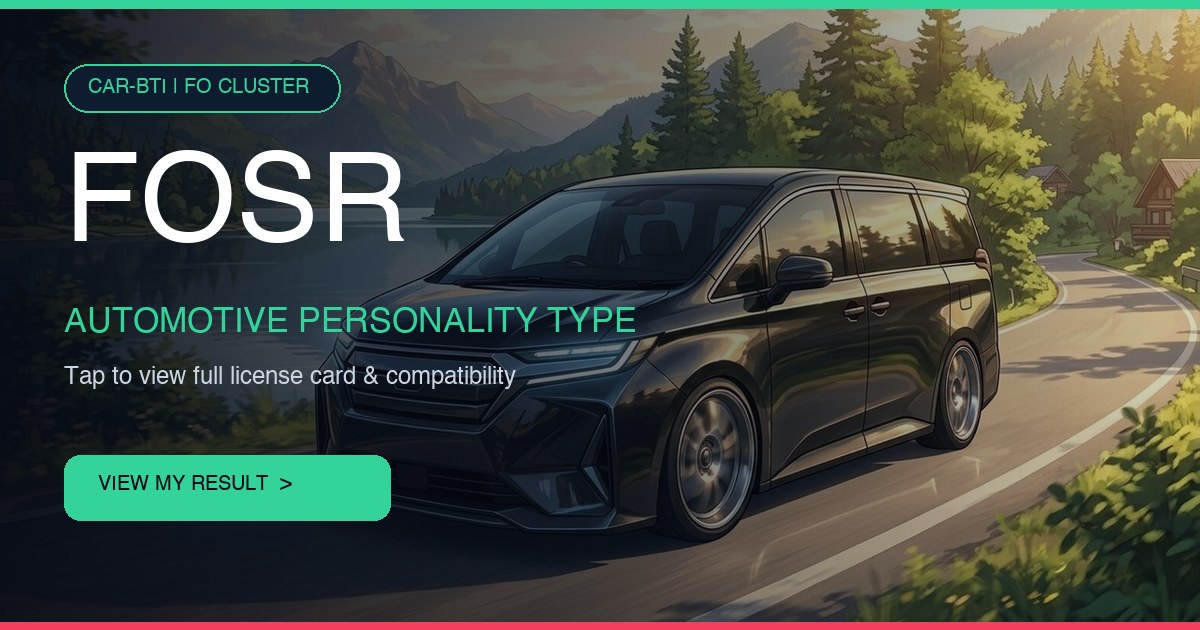 CAR-BTI | FO CLUSTER
FOSR
AUTOMOTIVE PERSONALITY TYPE
Tap to view full license card & compatibility
VIEW MY RESULT >